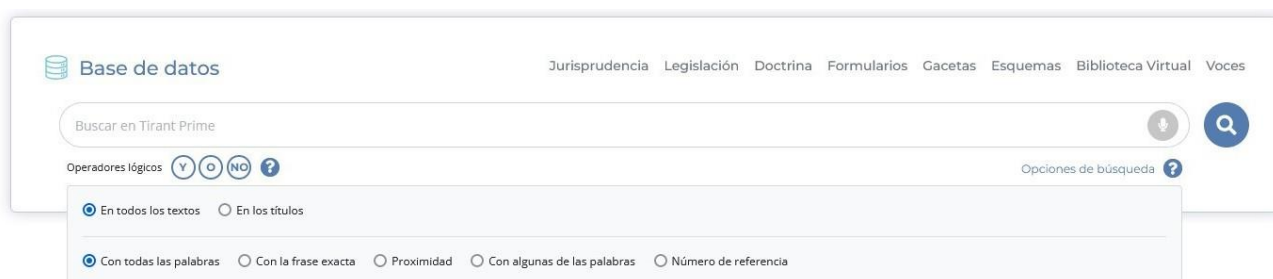 Base de datos
Jurisprudencia Legislación Doctrina Formularios Gacetas Esquemas Biblioteca Virtual Voces
Buscar en Tirant Prime
Operadores lógicos Y O NO ?
Opciones de búsqueda ?
En todos los textos En los títulos
Con todas las palabras Con la frase exacta Proximidad Con algunas de las palabras Número de referencia